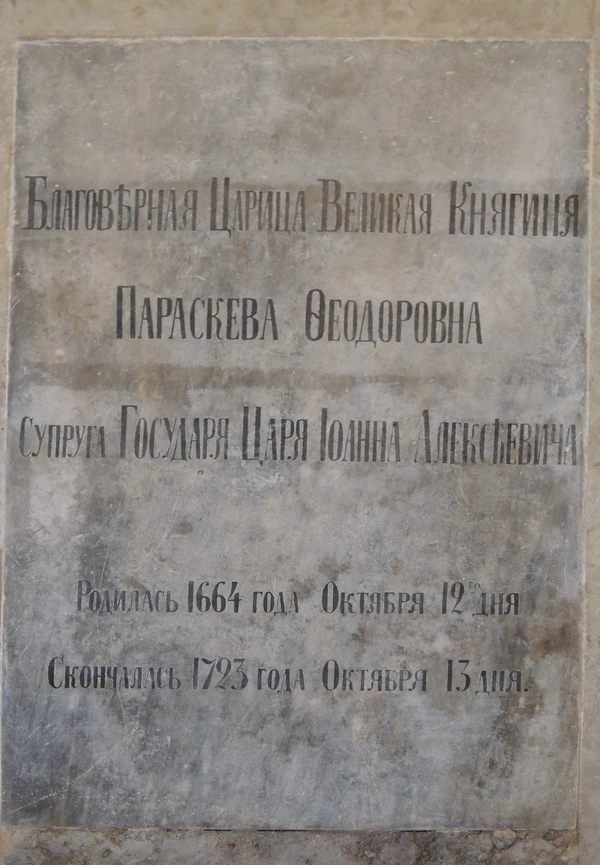 Благовѣрная Царица Великая Княгиня
Параскева Ѳеодоровна
Супруга Государя Царя Іоанна Алексѣевича
Родилась 1664 года Октября 12го дня
Скончалась 1723 года Октября 13 дня.